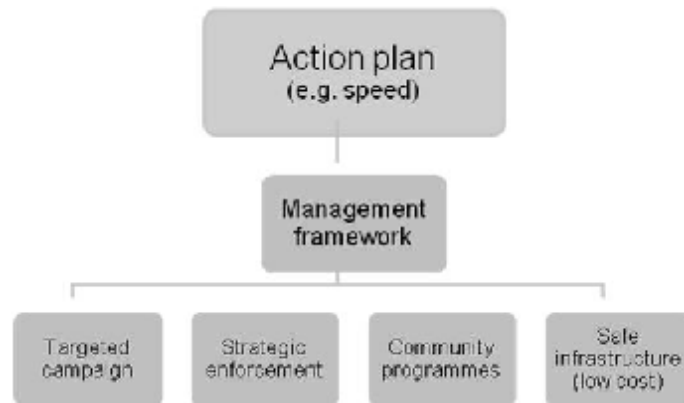 Action plan
(e.g. speed)
Management
framework
Targeted
campaign
Strategic
enforcement
Community
programmes
Safe
infrastructure
(low cost)